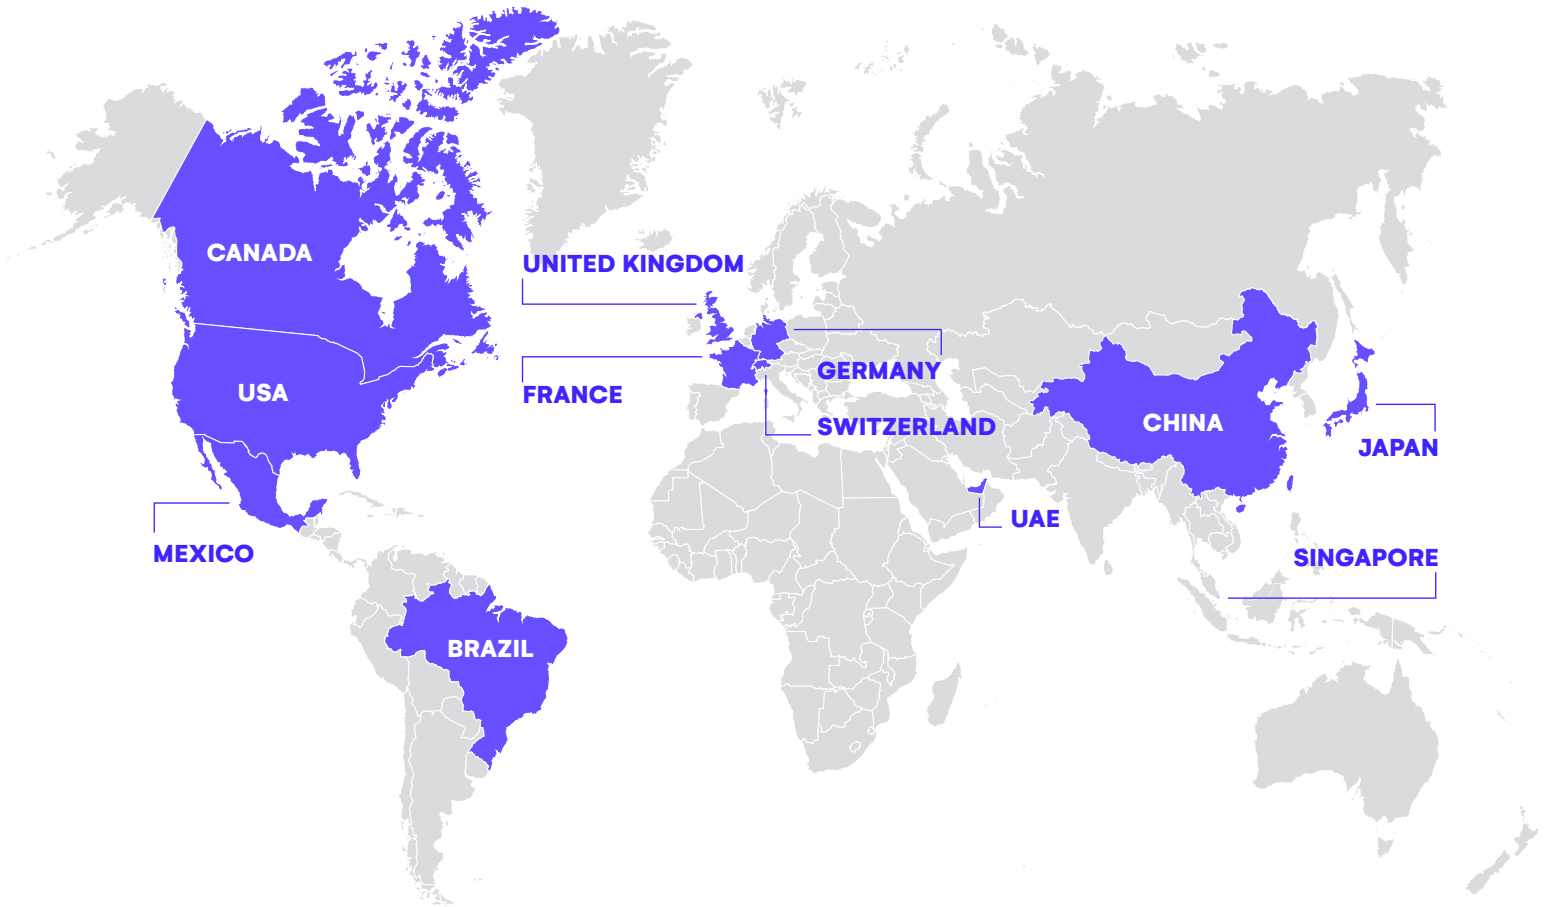 CANADA
UNITED KINGDOM
GERMANY
USA
FRANCE
SWITZERLAND
CHINA
JAPAN
UAE
MEXICO
SINGAPORE
BRAZIL